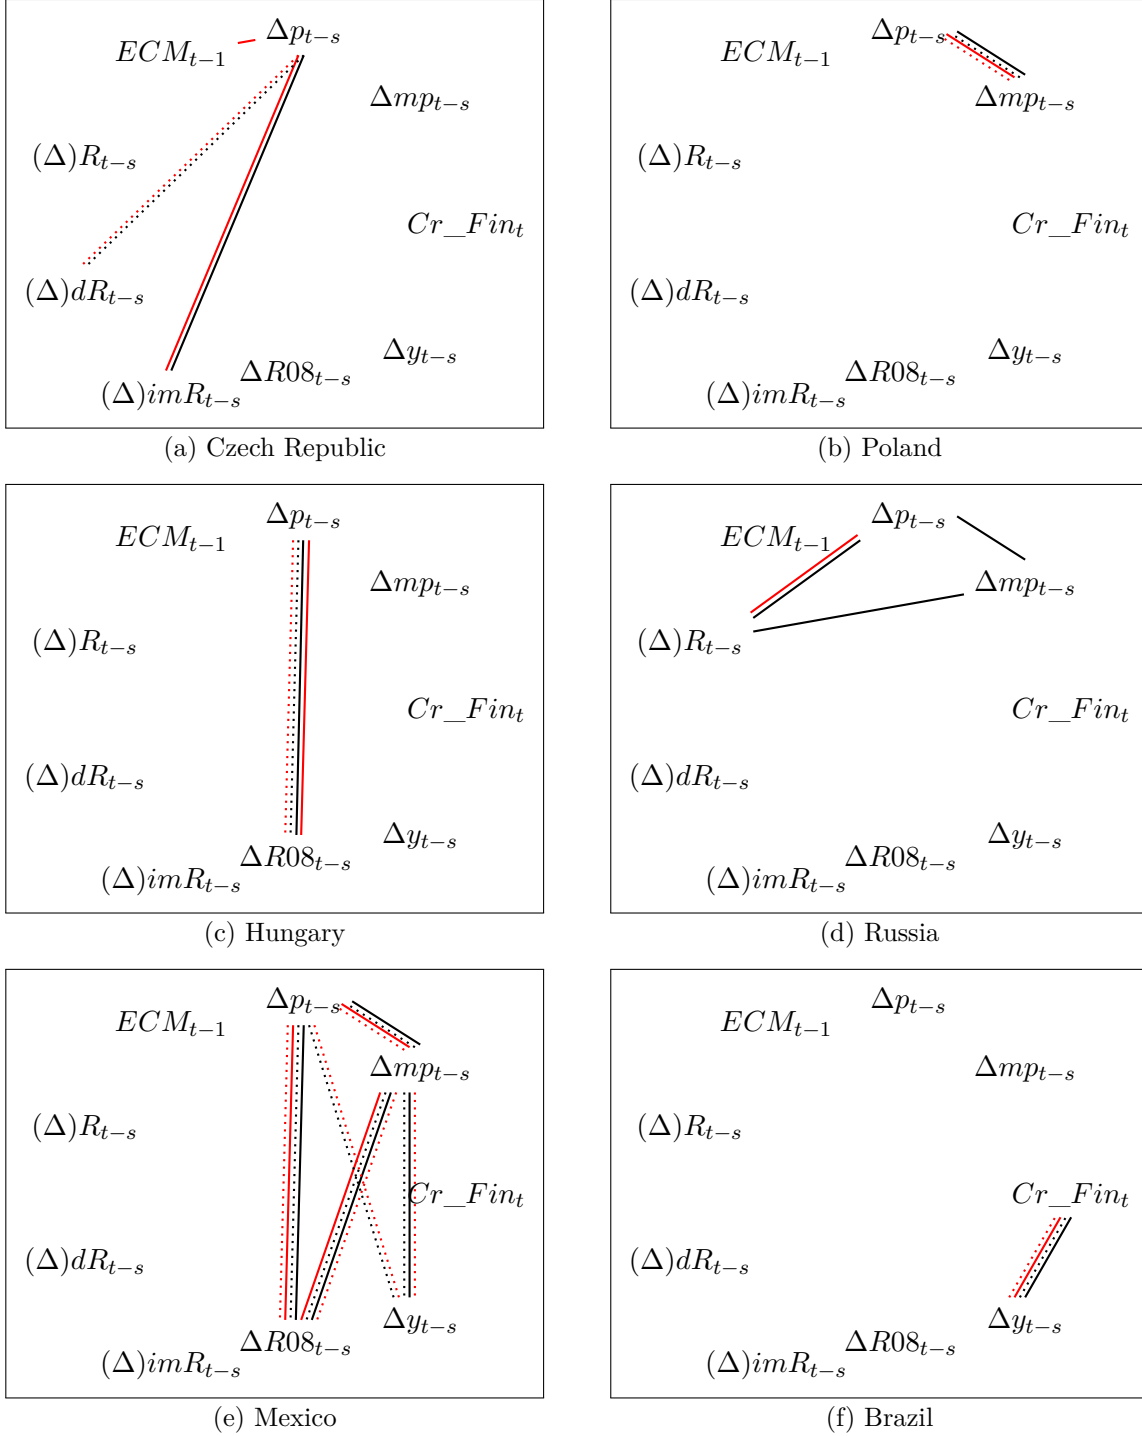 Δp_{t−s}
ECM_{t−1}
Δmp_{t−s}
(Δ)R_{t−s}
Cr_Fin_t
(Δ)dR_{t−s}
Δy_{t−s}
ΔR08_{t−s}
(Δ)imR_{t−s}
(a) Czech Republic
Δp_{t−s}
ECM_{t−1}
Δmp_{t−s}
(Δ)R_{t−s}
Cr_Fin_t
(Δ)dR_{t−s}
Δy_{t−s}
ΔR08_{t−s}
(Δ)imR_{t−s}
(b) Poland
Δp_{t−s}
ECM_{t−1}
Δmp_{t−s}
(Δ)R_{t−s}
Cr_Fin_t
(Δ)dR_{t−s}
Δy_{t−s}
ΔR08_{t−s}
(Δ)imR_{t−s}
(c) Hungary
Δp_{t−s}
ECM_{t−1}
Δmp_{t−s}
(Δ)R_{t−s}
Cr_Fin_t
(Δ)dR_{t−s}
Δy_{t−s}
ΔR08_{t−s}
(Δ)imR_{t−s}
(d) Russia
Δp_{t−s}
ECM_{t−1}
Δmp_{t−s}
(Δ)R_{t−s}
Cr_Fin_t
(Δ)dR_{t−s}
Δy_{t−s}
ΔR08_{t−s}
(Δ)imR_{t−s}
(e) Mexico
Δp_{t−s}
ECM_{t−1}
Δmp_{t−s}
(Δ)R_{t−s}
Cr_Fin_t
(Δ)dR_{t−s}
Δy_{t−s}
ΔR08_{t−s}
(Δ)imR_{t−s}
(f) Brazil